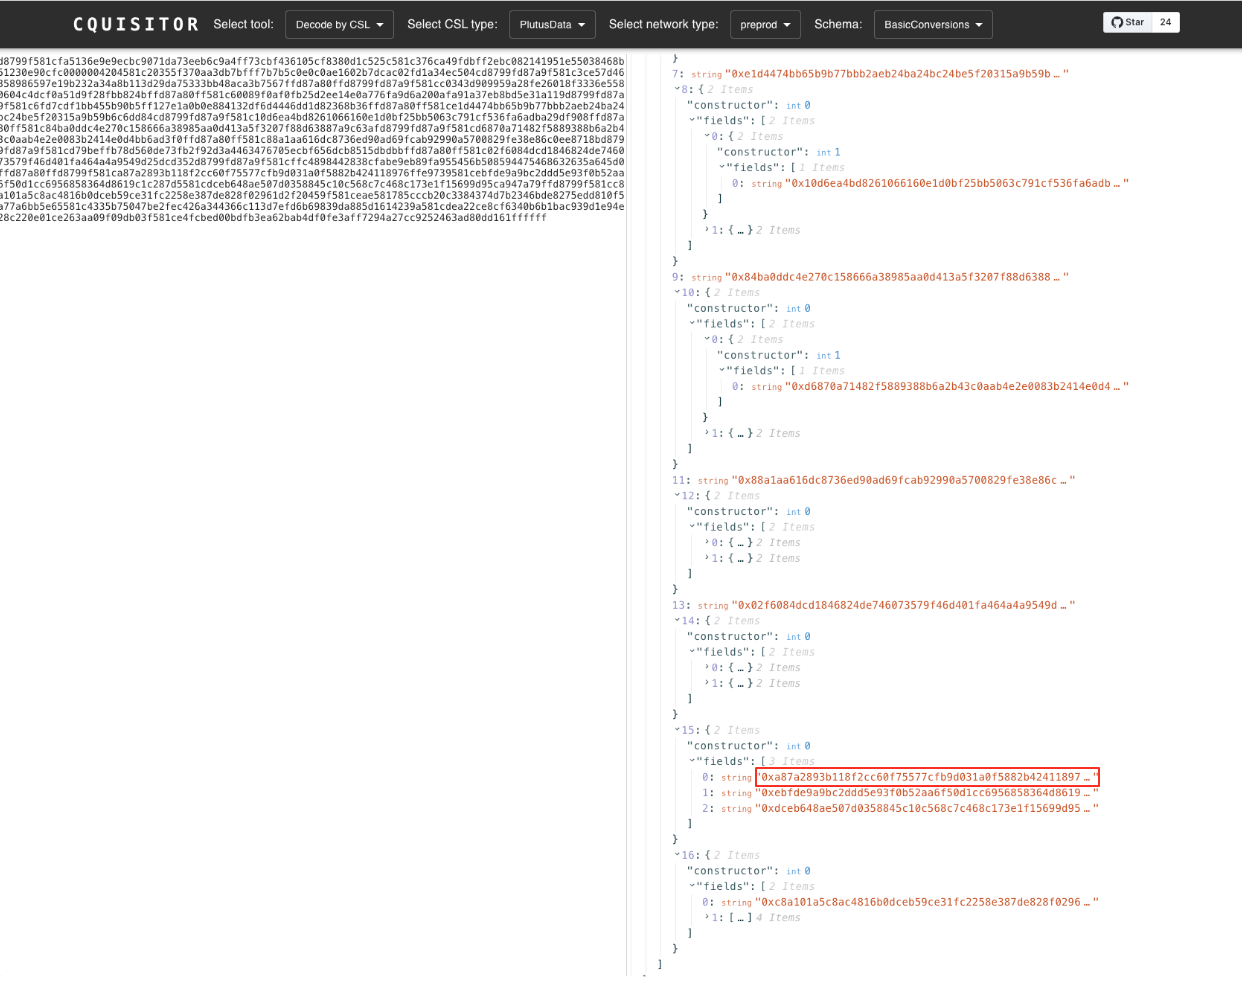 CQUISITOR Select tool: Decode by CSL Select CSL type: PlutusData Select network type: preprod Schema: BasicConversions Star 24
d8799f581cfa5136e9e9ecbc9071da73eeb6c9a4ff73cbf436105cf8380d1c525c581c376ca49fdbff2ebc082141951e55038468b
51230e90cfc0000004204581c20355f370aa3db7bfff7b7b5c0e0c0ae1602b7dcac02fd1a34ec504cd8799fd87a9f581c3ce57d46
358986597e19b232a34a8b113d29da75333bb48aca3b7567ffd87a80ffd8799fd87a9f581cc0343d909959a28fe26018f3336e558
0604c4dcf0a51d9f28fbb824bffd87a80ff581c60089f0af0fb25d2ee14e0a776fa9d6a200afa91a37eb8bd5e31a119d8799fd87a
9f581c6fd7cdf1bb455b90b5ff127e1a0b0e884132df6d4446dd1d82368b36ffd87a80ff581ce1d4474bb65b9b77bbb2aeb24ba24
bc24be5f20315a9b59b6c6dd84cd8799fd87a9f581c10d6ea4bd8261066160e1d0bf25bb5063c791cf536fa6adba29df908ffd87a
80ff581c84ba0ddc4e270c158666a38985aa0d413a5f3207f88d63887a9c63afd8799fd87a9f581cd6870a71482f5889388b6a2b4
3c0aab4e2e0083b2414e0d4bb6ad3f0ffd87a80ff581c88a1aa616dc8736ed90ad69fcab92990a5700829fe38e86c0ee8718bd879
9fd87a9f581cd79beffb78d560de73fb2f92d3a4463476705ecbf656dcb8515dbdbbffd87a80ff581c02f6084dcd1846824de7460
73579f46d401fa464a4a9549d25dcd352d8799fd87a9f581cffc4898442838cfabe9eb89fa955456b508594475468632635a645d0
ffd87a80ffd8799f581ca87a2893b118f2cc60f75577cfb9d031a0f5882b424118976ffe9739581cebfde9a9bc2ddd5e93f0b52aa
6f50d1cc6956858364d8619c1c287d5581cdceb648ae507d0358845c10c568c7c468c173e1f15699d95ca947a79ffd8799f581cc8
a101a5c8ac4816b0dceb59ce31fc2258e387de828f02961d2f20459f581ceae581785cccb20c3384374d7b2346bde8275edd810f5
a77a6bb5e65581c4335b75047be2fec426a344366c113d7efd6b69839da885d1614239a581cdea22ce8cf6340b6b1bac939d1e94e
28c220e01ce263aa09f09db03f581ce4fcbed00bdfb3ea62bab4df0fe3aff7294a27cc9252463ad80dd161ffffff
}
7: string "0xe1d4474bb65b9b77bbb2aeb24ba24bc24be5f20315a9b59b…"
8: { 2 Items
"constructor": int 0
"fields": [ 2 Items
0: { 2 Items
"constructor": int 1
"fields": [ 1 Items
0: string "0x10d6ea4bd8261066160e1d0bf25bb5063c791cf536fa6adb…"
]
}
1: {…} 2 Items
]
}
9: string "0x84ba0ddc4e270c158666a38985aa0d413a5f3207f88d6388…"
10: { 2 Items
"constructor": int 0
"fields": [ 2 Items
0: { 2 Items
"constructor": int 1
"fields": [ 1 Items
0: string "0xd6870a71482f5889388b6a2b43c0aab4e2e0083b2414e0d4…"
]
}
1: {…} 2 Items
]
}
11: string "0x88a1aa616dc8736ed90ad69fcab92990a5700829fe38e86c…"
12: { 2 Items
"constructor": int 0
"fields": [ 2 Items
0: {…} 2 Items
1: {…} 2 Items
]
}
13: string "0x02f6084dcd1846824de746073579f46d401fa464a4a9549d…"
14: { 2 Items
"constructor": int 0
"fields": [ 2 Items
0: {…} 2 Items
1: {…} 2 Items
]
}
15: { 2 Items
"constructor": int 0
"fields": [ 3 Items
0: string "0xa87a2893b118f2cc60f75577cfb9d031a0f5882b42411897…"
1: string "0xebfde9a9bc2ddd5e93f0b52aa6f50d1cc6956858364d8619…"
2: string "0xdceb648ae507d0358845c10c568c7c468c173e1f15699d95…"
]
}
16: { 2 Items
"constructor": int 0
"fields": [ 2 Items
0: string "0xc8a101a5c8ac4816b0dceb59ce31fc2258e387de828f0296…"
1: […] 4 Items
]
}
]